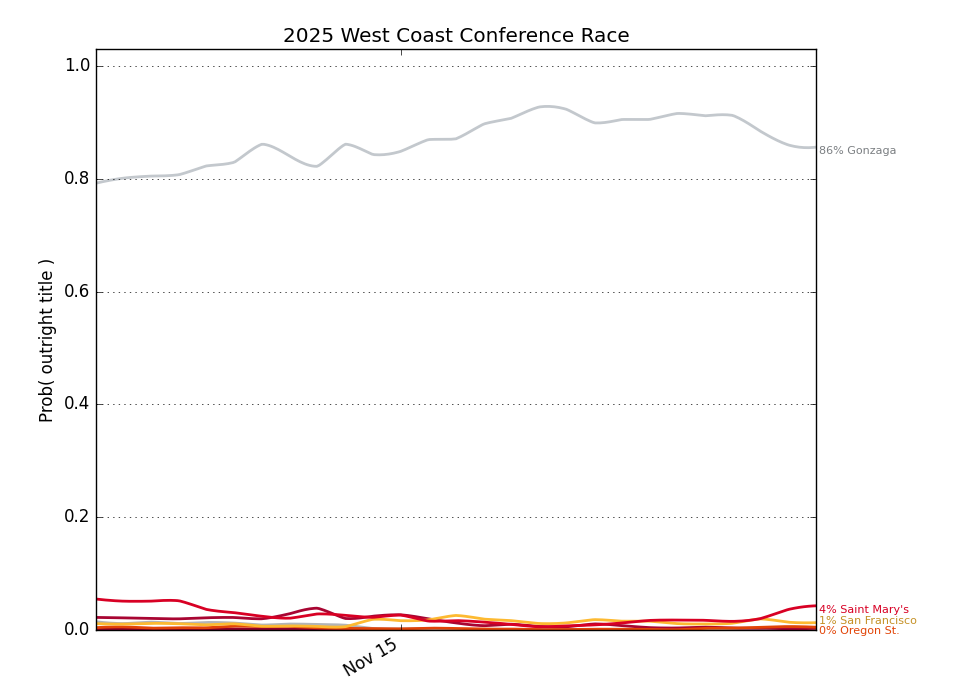 2025 West Coast Conference Race
1.0
0.8
0.6
0.4
0.2
0.0
Prob( outright title )
Nov 15
86% Gonzaga
4% Saint Mary's
1% San Francisco
0% Oregon St.